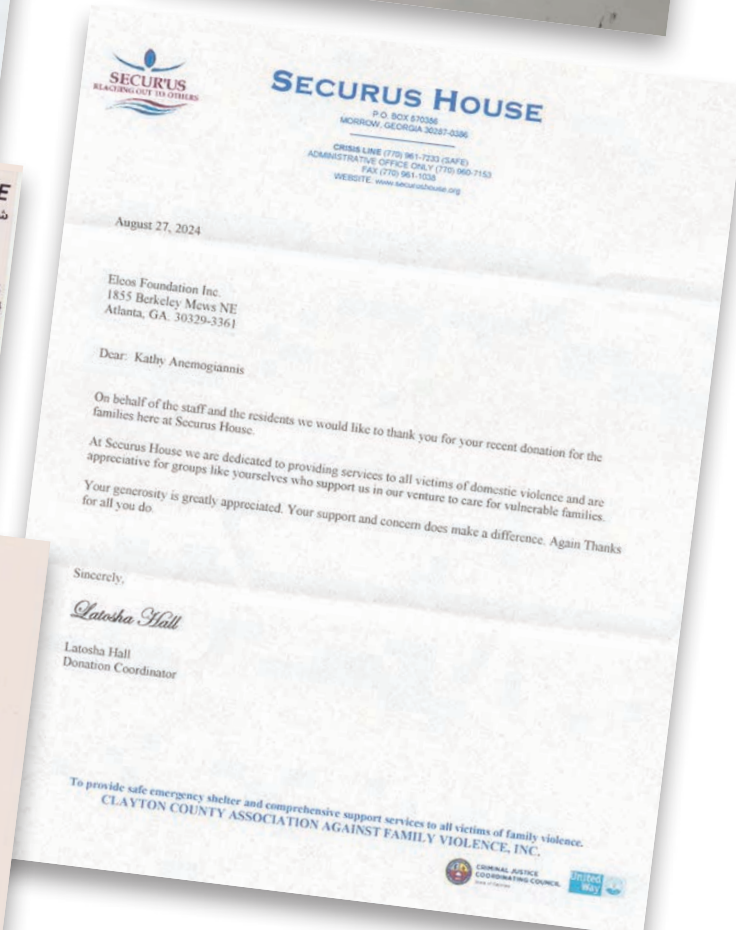 SECUR'US
REACHING OUT TO OTHERS
SECURUS HOUSE
P.O. BOX 870386
MORROW, GEORGIA 30287-0386
CRISIS LINE (770) 961-7233 (SAFE)
ADMINISTRATIVE OFFICE ONLY (770) 960-7153
FAX (770) 961-1038
WEBSITE: www.securushouse.org
August 27, 2024
Elcos Foundation Inc.
1855 Berkeley Mews NE
Atlanta, GA. 30329-3361
Dear: Kathy Anemogiannis
On behalf of the staff and the residents we would like to thank you for your recent donation for the
families here at Securus House.
At Securus House we are dedicated to providing services to all victims of domestic violence and are
appreciative for groups like yourselves who support us in our venture to care for vulnerable families.
Your generosity is greatly appreciated. Your support and concern does make a difference. Again Thanks
for all you do.
Sincerely,
Latosha Hall
Latosha Hall
Donation Coordinator
To provide safe emergency shelter and comprehensive support services to all victims of family violence.
CLAYTON COUNTY ASSOCIATION AGAINST FAMILY VIOLENCE, INC.
CRIMINAL JUSTICE
COORDINATING COUNCIL
United
Way